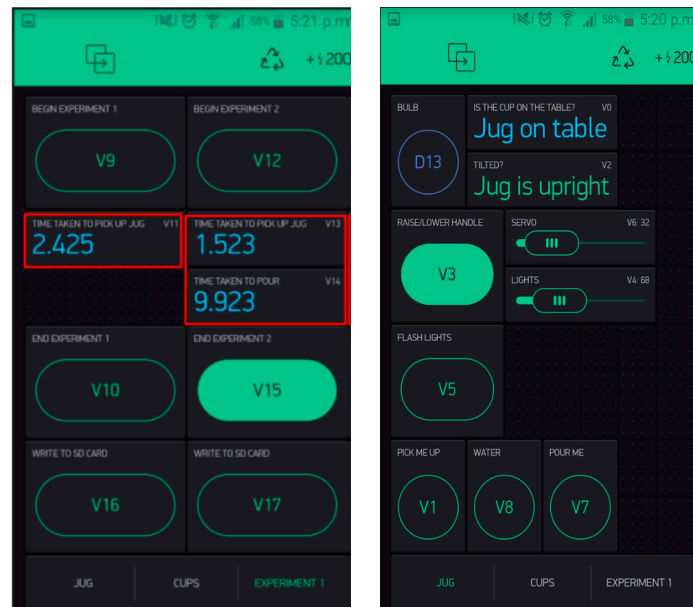 58% 5:21 p.m
+ 200
BEGIN EXPERIMENT 1
V9
BEGIN EXPERIMENT 2
V12
TIME TAKEN TO PICK UP JUG V11
2.425
TIME TAKEN TO PICK UP JUG V13
1.523
TIME TAKEN TO POUR V14
9.923
END EXPERIMENT 1
V10
END EXPERIMENT 2
V15
WRITE TO SD CARD
V16
WRITE TO SD CARD
V17
JUG CUPS EXPERIMENT 1
58% 5:20 p.m
+ 200
BULB
D13
IS THE CUP ON THE TABLE? V0
Jug on table
TILTED? V2
Jug is upright
RAISE/LOWER HANDLE
V3
SERVO V6: 32
LIGHTS V4: 68
FLASH LIGHTS
V5
PICK ME UP
V1
WATER
V8
POUR ME
V7
JUG CUPS EXPERIMENT 1